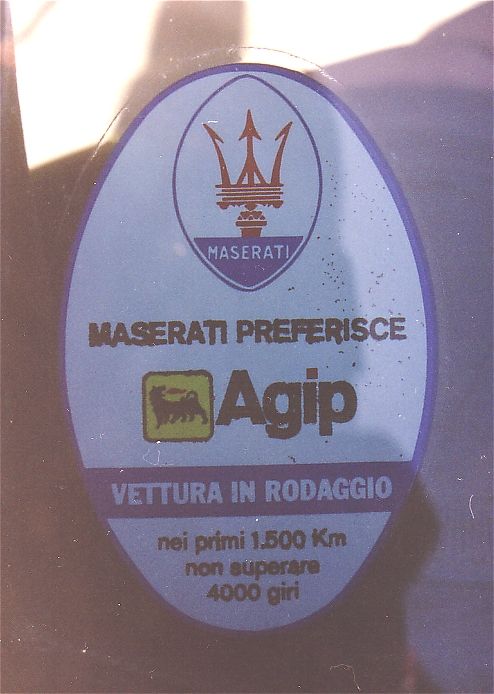 MASERATI
MASERATI PREFERISCE
Agip
VETTURA IN RODAGGIO
nei primi 1.500 Km
non superare
4000 giri